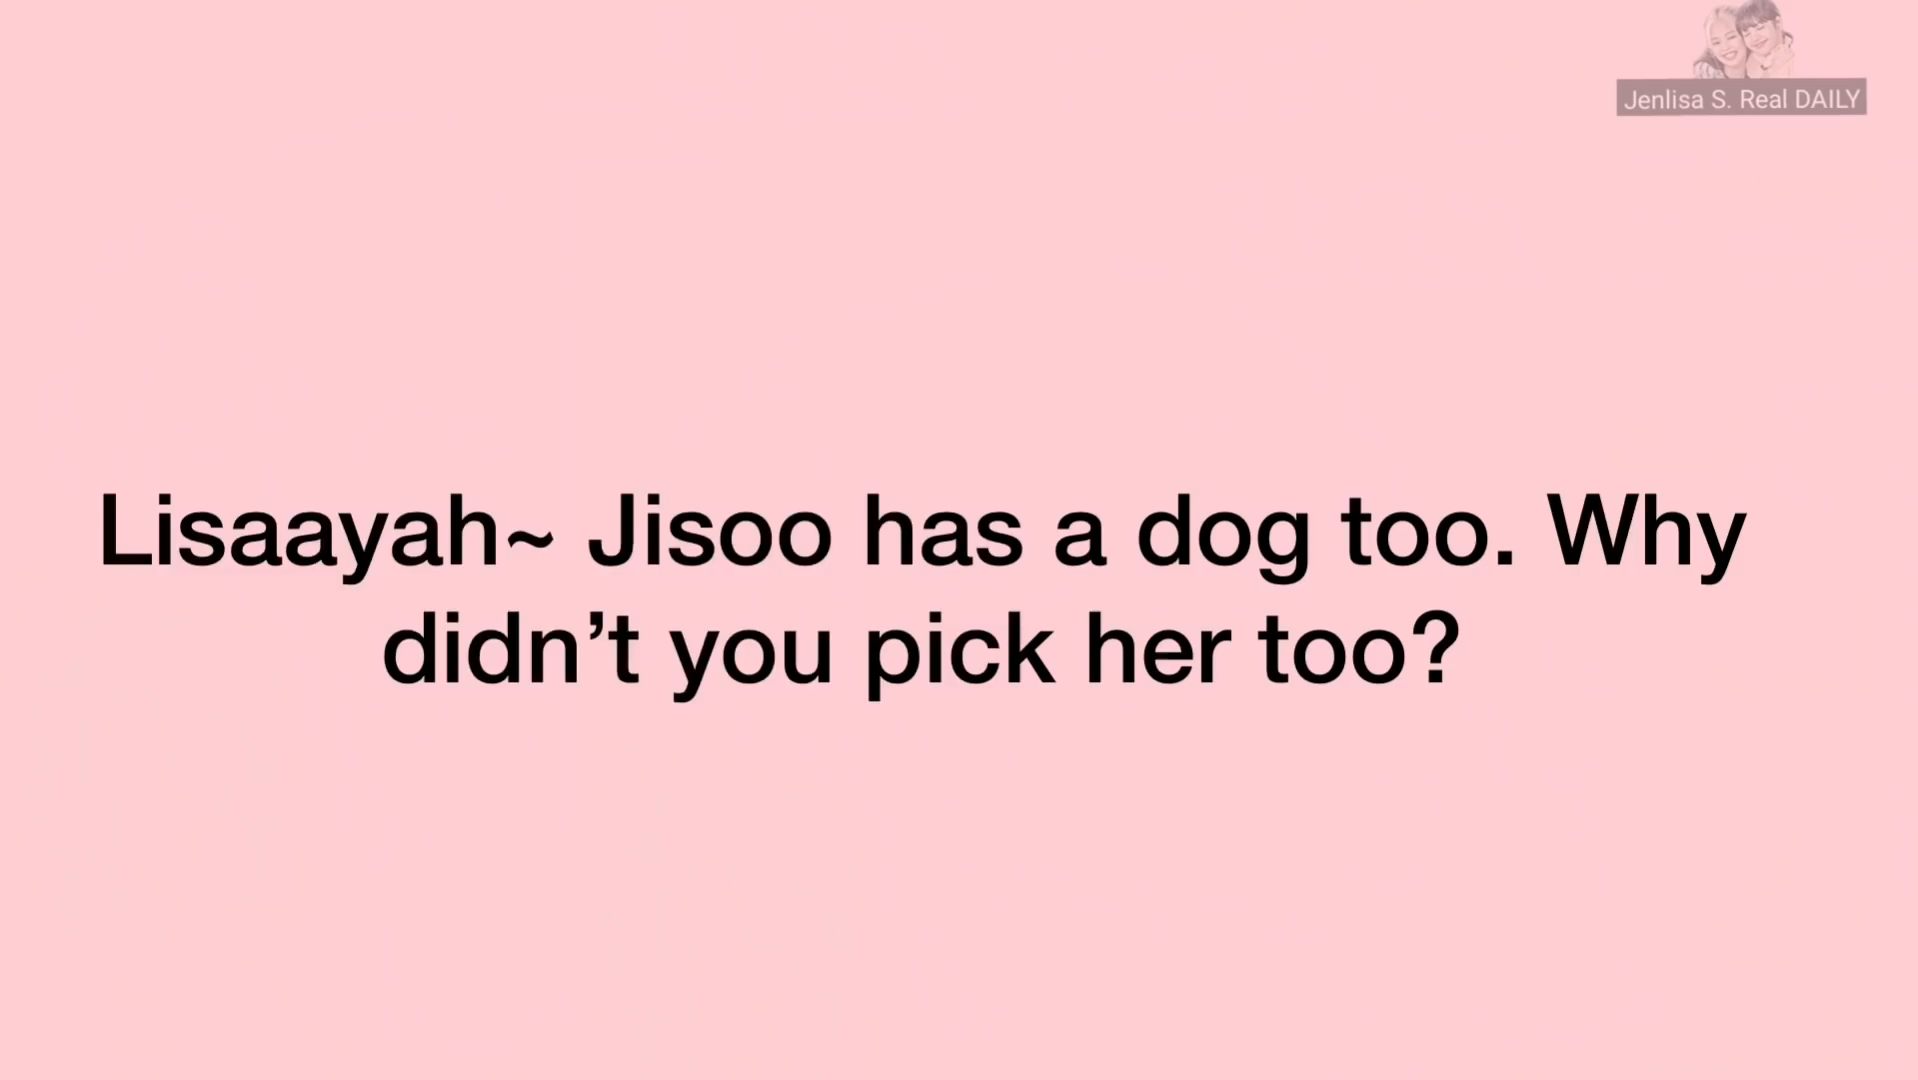 Jenlisa S. Real DAILY
Lisaayah~ Jisoo has a dog too. Why
didn’t you pick her too?